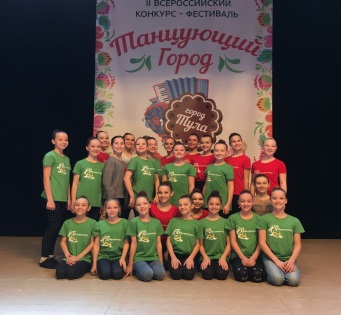 II ВСЕРОССИЙСКИЙ
КОНКУРС - ФЕСТИВАЛЬ
Танцующий
Город
город
Тула